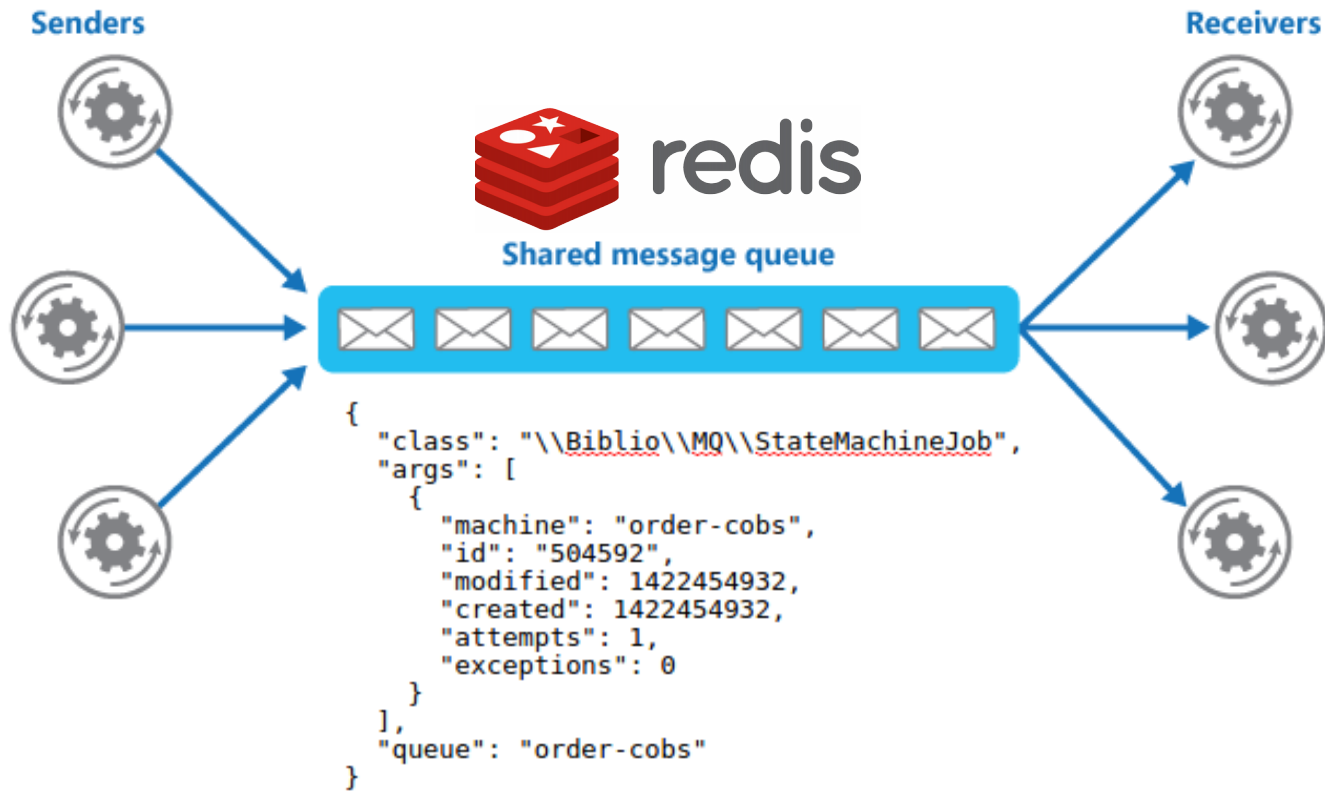 Senders
Receivers
redis
Shared message queue
{
  "class": "\\Biblio\\MQ\\StateMachineJob",
  "args": [
    {
      "machine": "order-cobs",
      "id": "504592",
      "modified": 1422454932,
      "created": 1422454932,
      "attempts": 1,
      "exceptions": 0
    }
  ],
  "queue": "order-cobs"
}